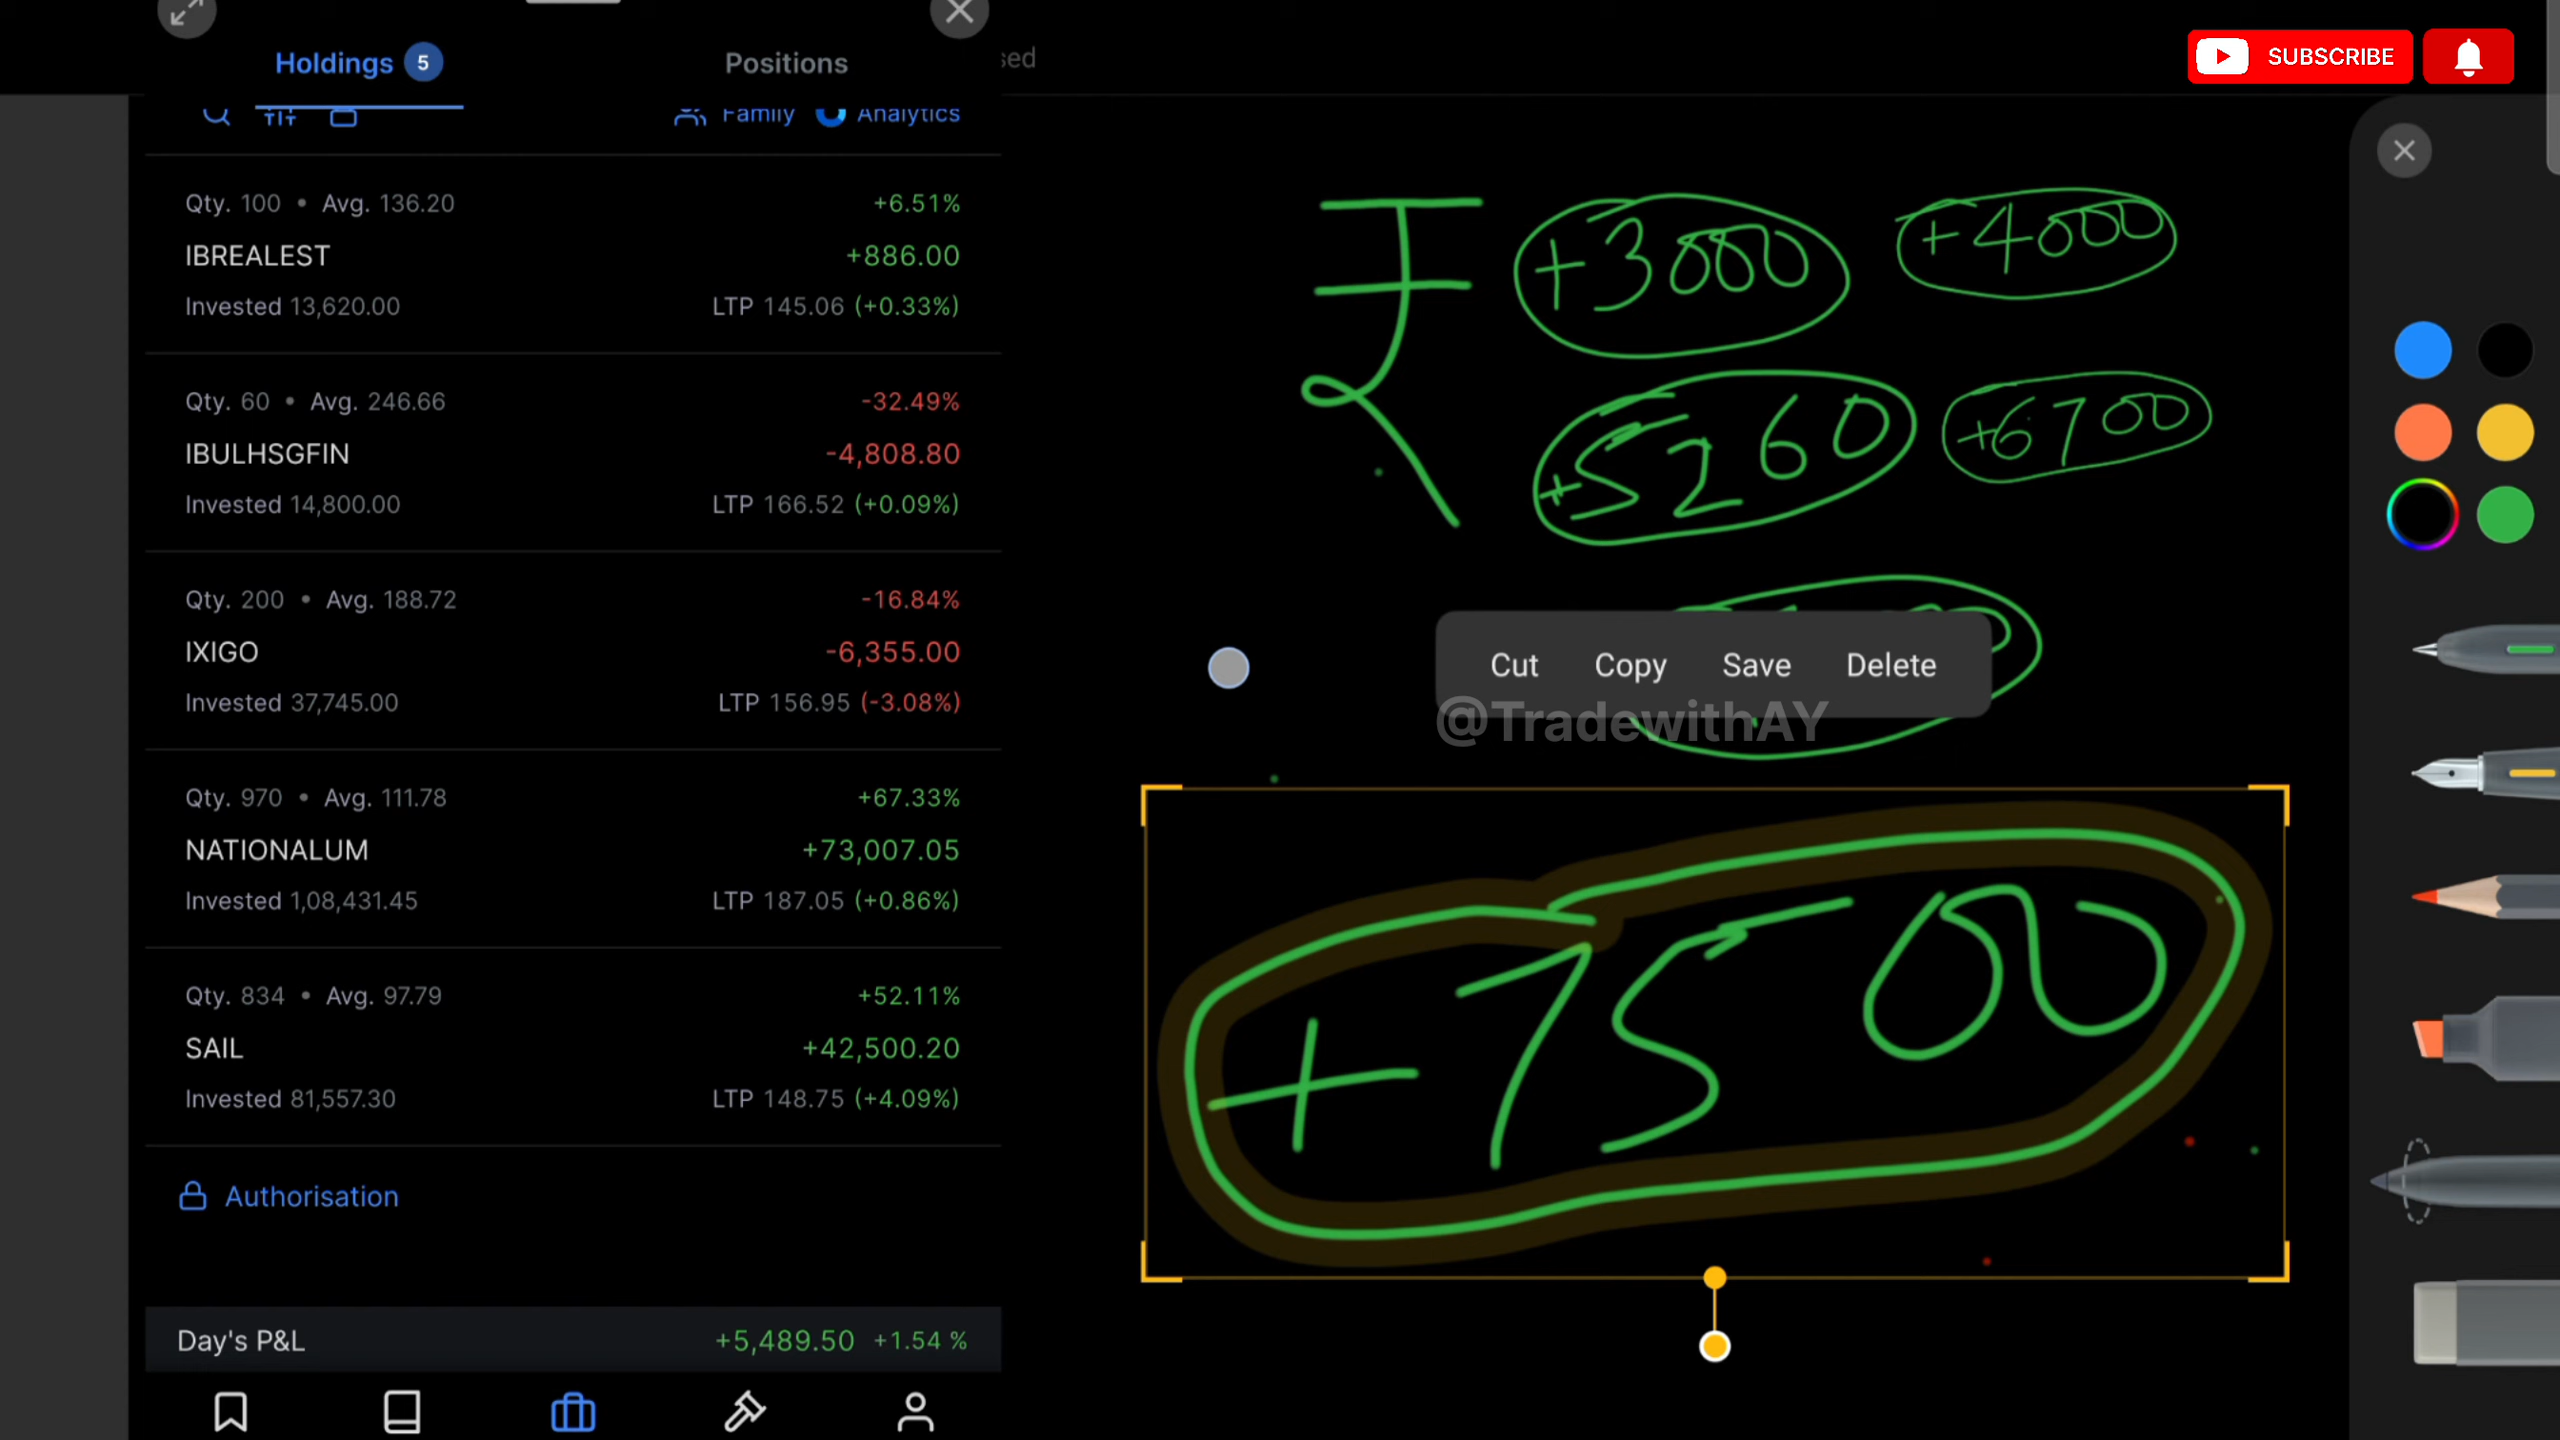 Holdings 5
Positions
sed
SUBSCRIBE
Family
Analytics
Qty. 100 • Avg. 136.20
+6.51%
IBREALEST
+886.00
Invested 13,620.00
LTP 145.06 (+0.33%)
Qty. 60 • Avg. 246.66
-32.49%
IBULHSGFIN
-4,808.80
Invested 14,800.00
LTP 166.52 (+0.09%)
Qty. 200 • Avg. 188.72
-16.84%
IXIGO
-6,355.00
Invested 37,745.00
LTP 156.95 (-3.08%)
Qty. 970 • Avg. 111.78
+67.33%
NATIONALUM
+73,007.05
Invested 1,08,431.45
LTP 187.05 (+0.86%)
Qty. 834 • Avg. 97.79
+52.11%
SAIL
+42,500.20
Invested 81,557.30
LTP 148.75 (+4.09%)
Authorisation
Day's P&L
+5,489.50 +1.54 %
₹
+3000
+4000
+5260
+6700
Cut Copy Save Delete
@TradewithAY
+7500